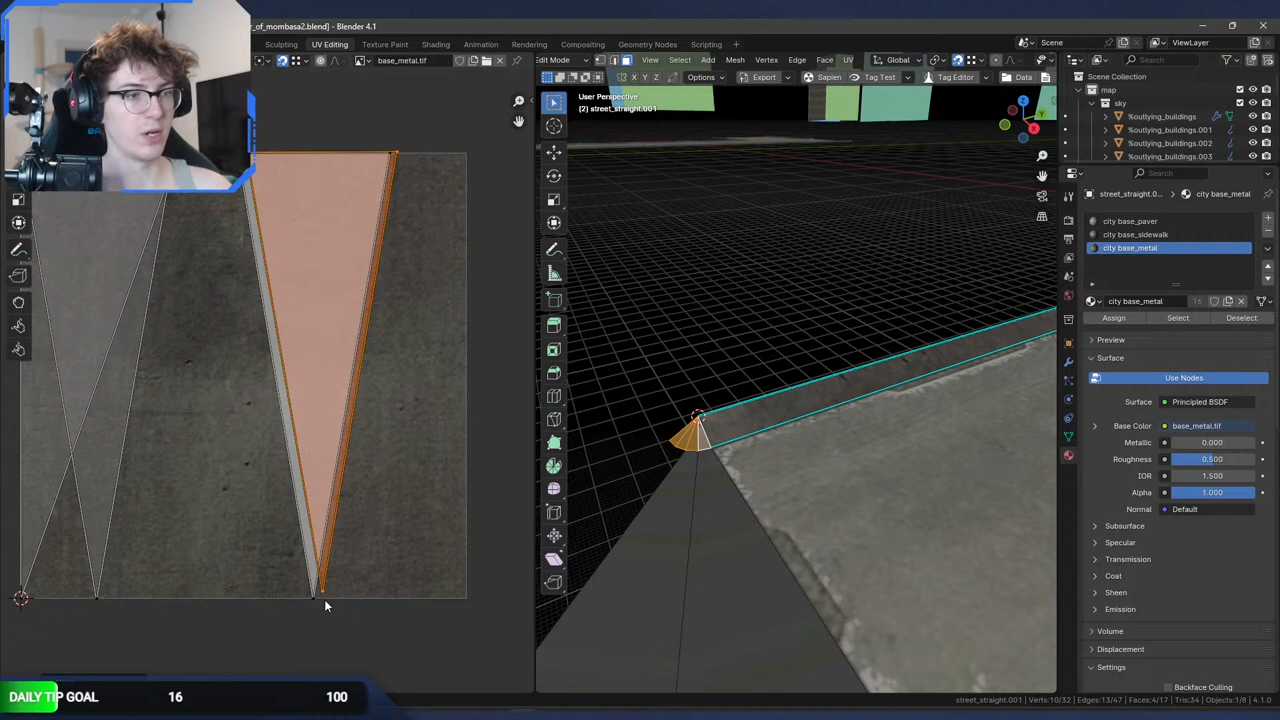 r_of_mombasa2.blend] - Blender 4.1
Sculpting UV Editing Texture Paint Shading Animation Rendering Compositing Geometry Nodes Scripting +
Scene ViewLayer
base_metal.tif
Edit Mode View Select Add Mesh Vertex Edge Face UV Global
X Y Z Options Export Sapien Tag Test Tag Editor Data
User Perspective
(2) street_straight.001
Z
Y
X
Search
Scene Collection
map
sky
%outlying_buildings
%outlying_buildings.001
%outlying_buildings.002
%outlying_buildings.003
Search
street_straight.0... city base_metal
city base_paver
city base_sidewalk
city base_metal
city base_metal 16
Assign Select Deselect
Preview
Surface
Use Nodes
Surface Principled BSDF
Base Color base_metal.tif
Metallic 0.000
Roughness 0.500
IOR 1.500
Alpha 1.000
Normal Default
Subsurface
Specular
Transmission
Coat
Sheen
Emission
Volume
Displacement
Settings
Backface Culling
street_straight.001 | Verts:10/32 | Edges:13/47 | Faces:4/17 | Tris:34 | Objects:1/8 | 4.1.0
DAILY TIP GOAL 16 100